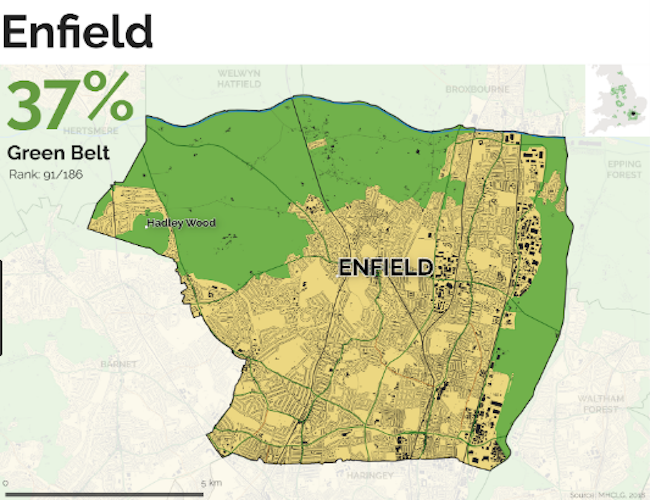 Enfield
37%
Green Belt
Rank: 91/186
WELWYN
HATFIELD
BROXBOURNE
HERTSMERE
EPPING
FOREST
Hadley Wood
ENFIELD
BARNET
WALTHAM
FOREST
HARINGEY
0
5 km
Source: MHCLG, 2018